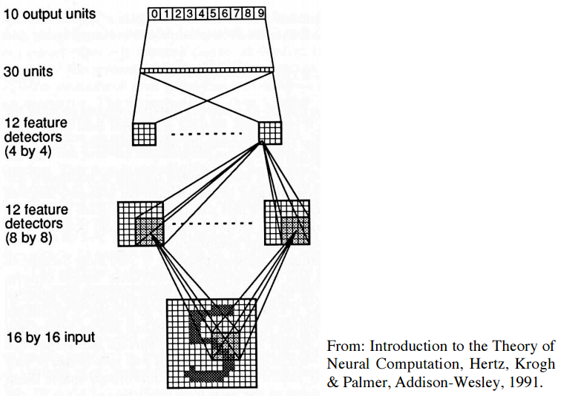 10 output units
0 1 2 3 4 5 6 7 8 9
30 units
12 feature
detectors
(4 by 4)
12 feature
detectors
(8 by 8)
16 by 16 input
From: Introduction to the Theory of
Neural Computation, Hertz, Krogh
& Palmer, Addison-Wesley, 1991.